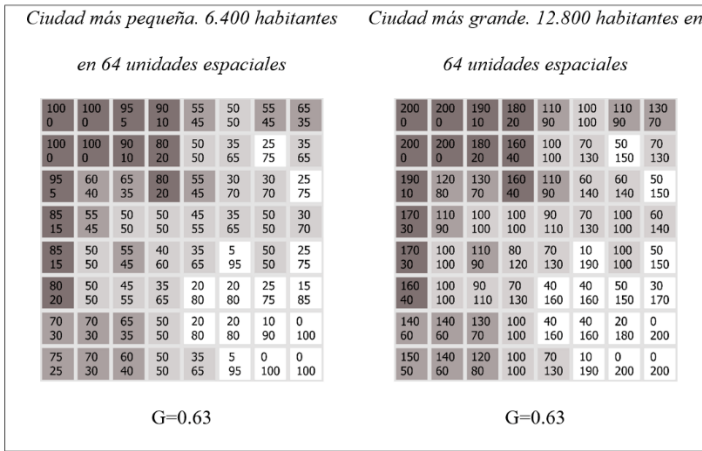 Ciudad más pequeña. 6.400 habitantes
en 64 unidades espaciales
100 100 95 90 55 50 55 65
0 0 5 10 45 50 45 35
100 100 90 80 50 35 25 35
0 0 10 20 50 65 75 65
95 60 65 80 55 30 30 25
5 40 35 20 45 70 70 75
85 55 50 50 45 35 50 30
15 45 50 50 55 65 50 70
85 50 55 40 35 5 50 25
15 50 45 60 65 95 50 75
80 50 45 35 20 20 25 15
20 50 55 65 80 80 75 85
70 70 65 50 20 20 10 0
30 30 35 50 80 80 90 100
75 70 60 50 35 5 0 0
25 30 40 50 65 95 100 100
G=0.63
Ciudad más grande. 12.800 habitantes en
64 unidades espaciales
200 200 190 180 110 100 110 130
0 0 10 20 90 100 90 70
200 200 180 160 100 70 50 70
0 0 20 40 100 130 150 130
190 120 130 160 110 60 60 50
10 80 70 40 90 140 140 150
170 110 100 100 90 70 100 60
30 90 100 100 110 130 100 140
170 100 110 80 70 10 100 50
30 100 90 120 130 190 100 150
160 100 90 70 40 40 50 30
40 100 110 130 160 160 150 170
140 140 130 100 40 40 20 0
60 60 70 100 160 160 180 200
150 140 120 100 70 10 0 0
50 60 80 100 130 190 200 200
G=0.63